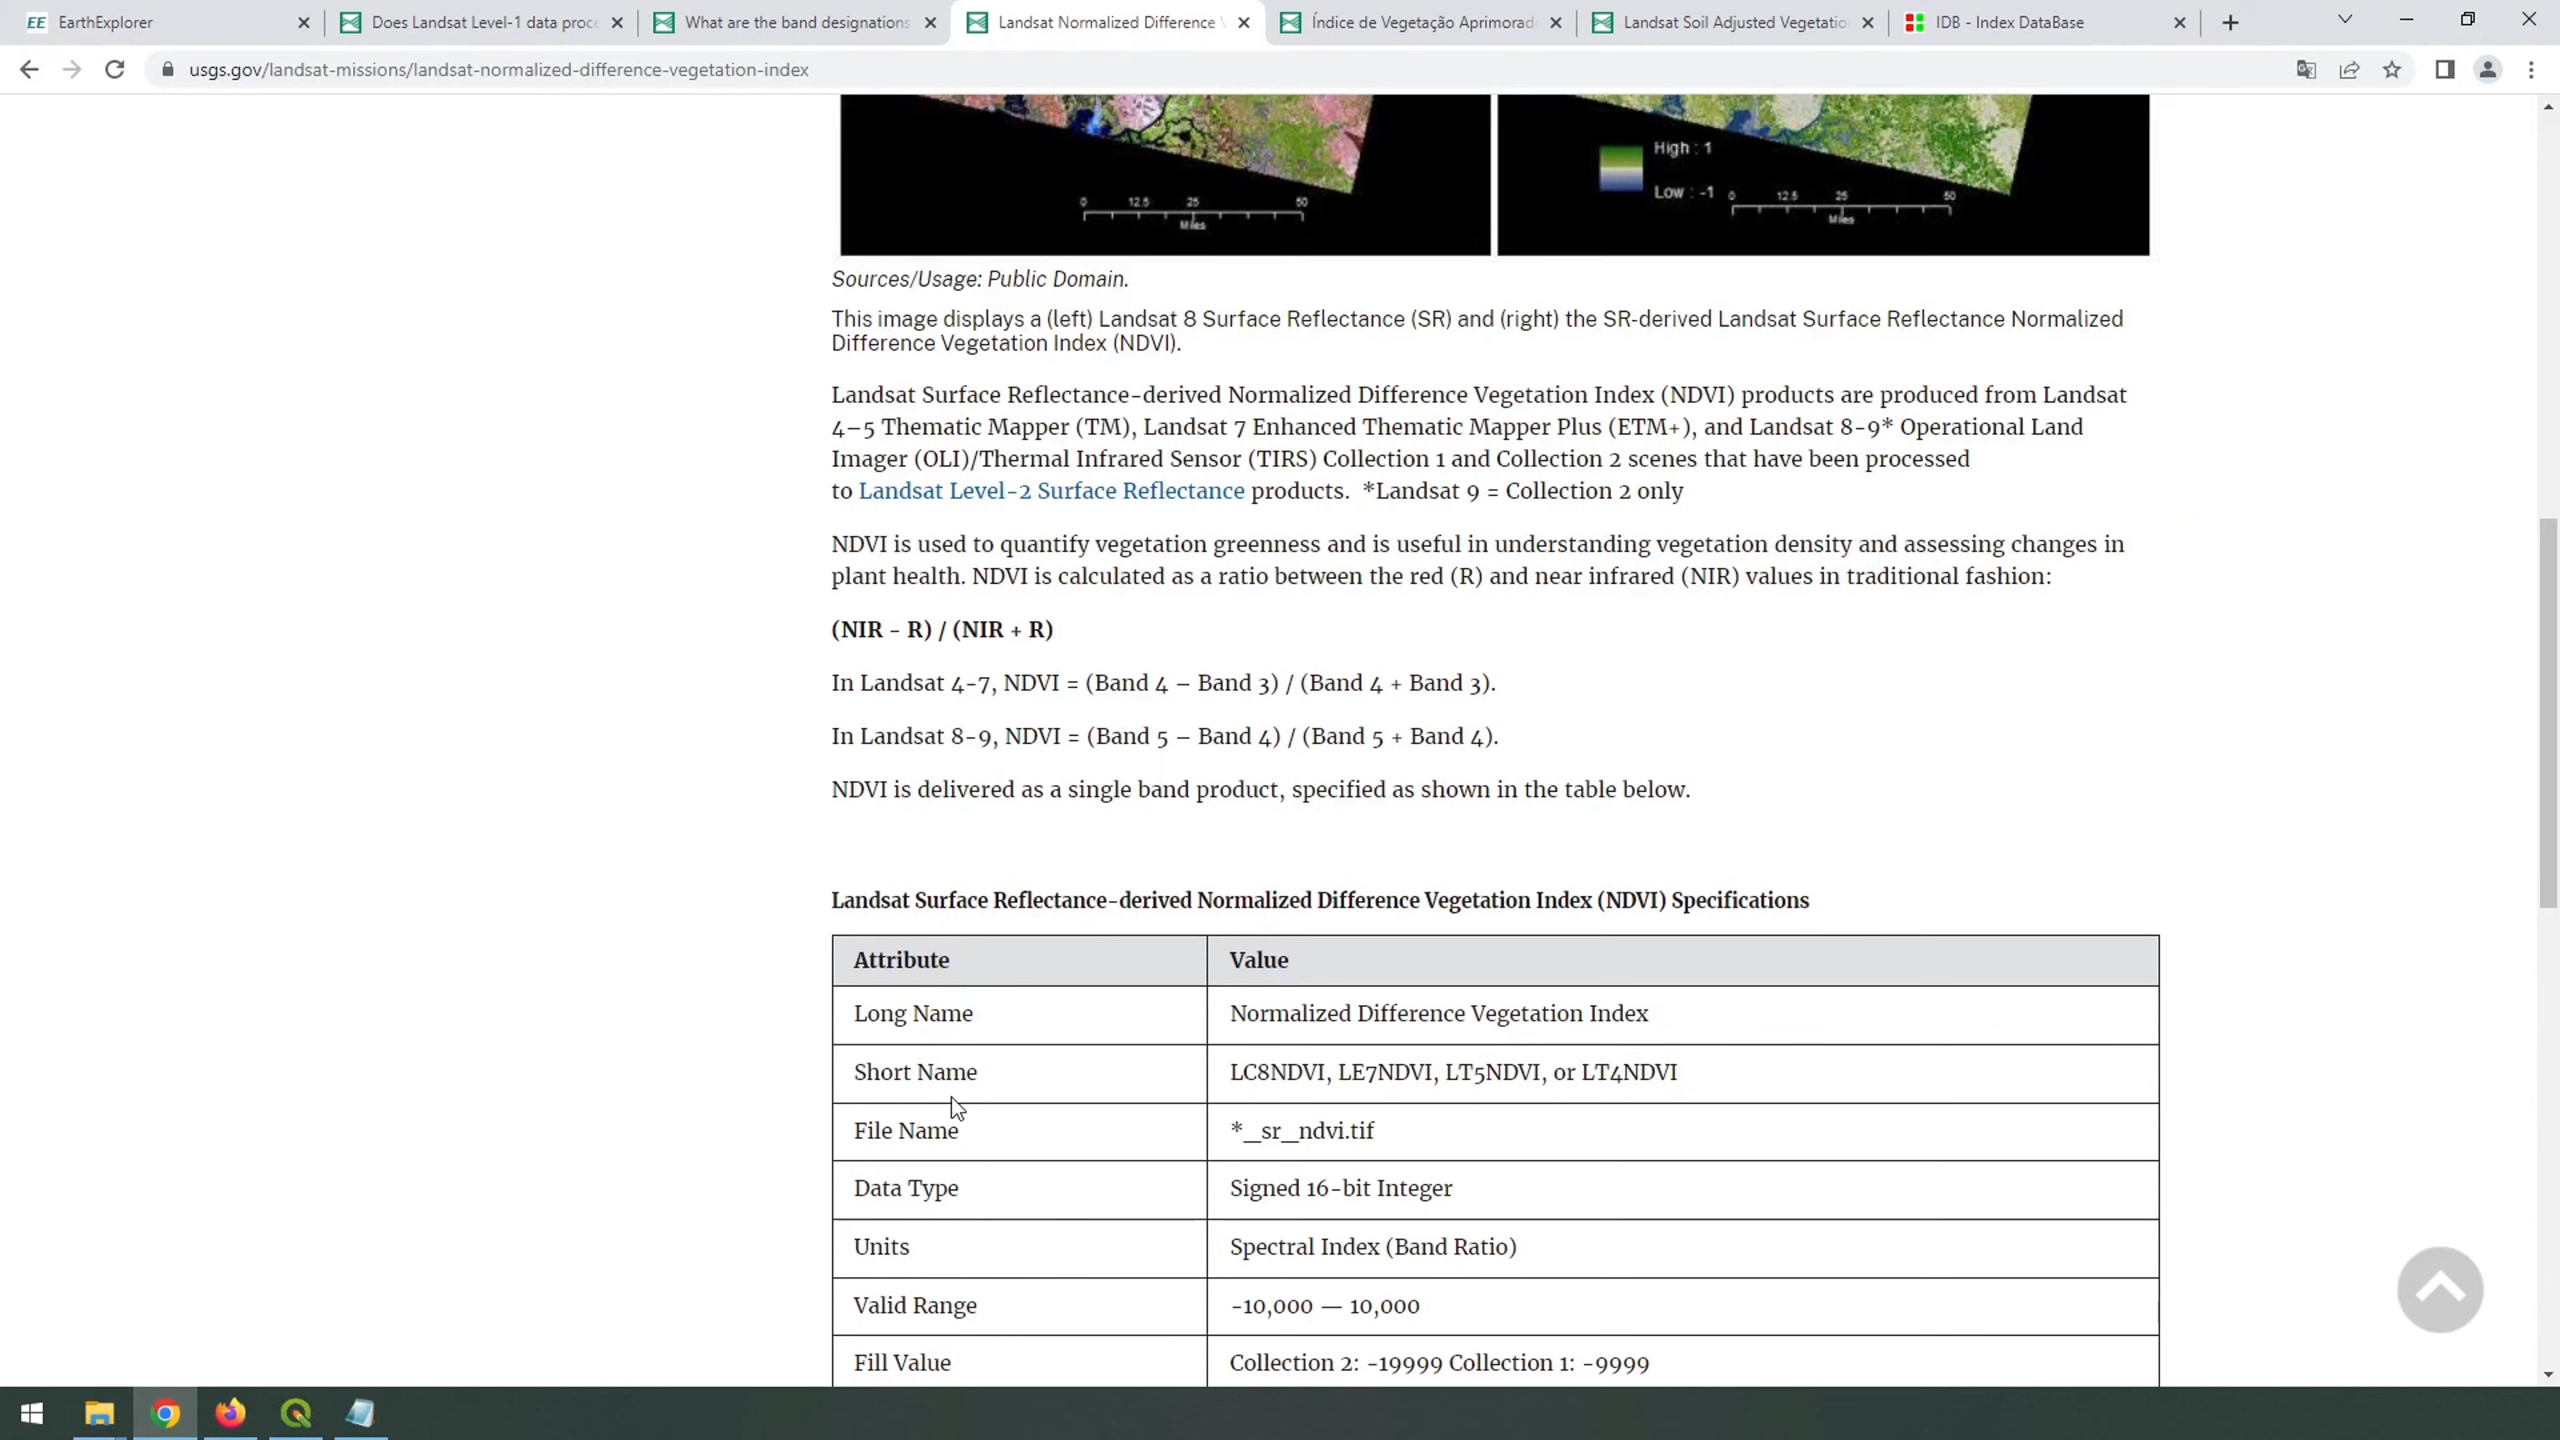 EE EarthExplorer
Does Landsat Level-1 data proc
What are the band designations
Landsat Normalized Difference V
Índice de Vegetação Aprimorad
Landsat Soil Adjusted Vegetatio
IDB - Index DataBase
usgs.gov/landsat-missions/landsat-normalized-difference-vegetation-index
0 12.5 25 50
Miles
High : 1
Low : -1
0 12.5 25 50
Miles
Sources/Usage: Public Domain.
This image displays a (left) Landsat 8 Surface Reflectance (SR) and (right) the SR-derived Landsat Surface Reflectance Normalized
Difference Vegetation Index (NDVI).
Landsat Surface Reflectance-derived Normalized Difference Vegetation Index (NDVI) products are produced from Landsat
4–5 Thematic Mapper (TM), Landsat 7 Enhanced Thematic Mapper Plus (ETM+), and Landsat 8-9* Operational Land
Imager (OLI)/Thermal Infrared Sensor (TIRS) Collection 1 and Collection 2 scenes that have been processed
to Landsat Level-2 Surface Reflectance products. *Landsat 9 = Collection 2 only
NDVI is used to quantify vegetation greenness and is useful in understanding vegetation density and assessing changes in
plant health. NDVI is calculated as a ratio between the red (R) and near infrared (NIR) values in traditional fashion:
(NIR - R) / (NIR + R)
In Landsat 4-7, NDVI = (Band 4 – Band 3) / (Band 4 + Band 3).
In Landsat 8-9, NDVI = (Band 5 – Band 4) / (Band 5 + Band 4).
NDVI is delivered as a single band product, specified as shown in the table below.
Landsat Surface Reflectance-derived Normalized Difference Vegetation Index (NDVI) Specifications
Attribute Value
Long Name Normalized Difference Vegetation Index
Short Name LC8NDVI, LE7NDVI, LT5NDVI, or LT4NDVI
File Name *_sr_ndvi.tif
Data Type Signed 16-bit Integer
Units Spectral Index (Band Ratio)
Valid Range -10,000 — 10,000
Fill Value Collection 2: -19999 Collection 1: -9999